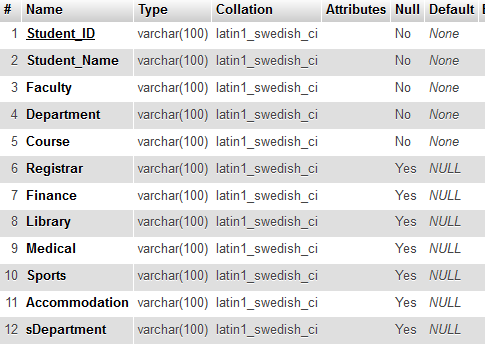 # Name Type Collation Attributes Null Default
1 Student_ID varchar(100) latin1_swedish_ci No None
2 Student_Name varchar(100) latin1_swedish_ci No None
3 Faculty varchar(100) latin1_swedish_ci No None
4 Department varchar(100) latin1_swedish_ci No None
5 Course varchar(100) latin1_swedish_ci No None
6 Registrar varchar(100) latin1_swedish_ci Yes NULL
7 Finance varchar(100) latin1_swedish_ci Yes NULL
8 Library varchar(100) latin1_swedish_ci Yes NULL
9 Medical varchar(100) latin1_swedish_ci Yes NULL
10 Sports varchar(100) latin1_swedish_ci Yes NULL
11 Accommodation varchar(100) latin1_swedish_ci Yes NULL
12 sDepartment varchar(100) latin1_swedish_ci Yes NULL